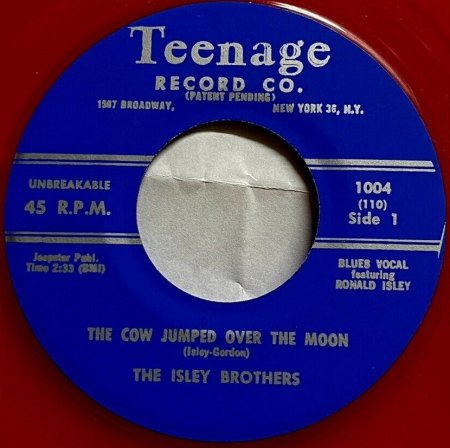 Teenage
RECORD CO.
(PATENT PENDING)
1587 BROADWAY, NEW YORK 36, N.Y.
UNBREAKABLE
45 R.P.M.
Jeepster Publ.
Time 2:33 (BMI)
1004
(110)
Side 1
BLUES VOCAL
featuring
RONALD ISLEY
THE COW JUMPED OVER THE MOON
(Isley-Gordon)
THE ISLEY BROTHERS